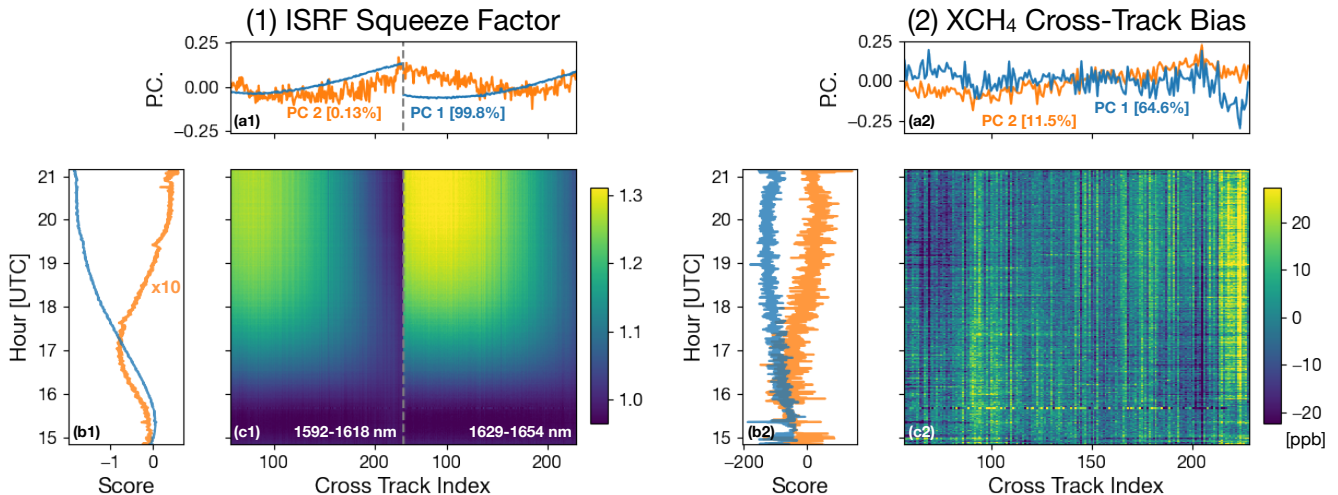 (1) ISRF Squeeze Factor
0.25
0.00
−0.25
P.C.
PC 2 [0.13%]
PC 1 [99.8%]
(a1)
21
20
19
18
17
16
15
Hour [UTC]
x10
(b1)
−1
0
Score
(c1)
1592-1618 nm
1629-1654 nm
100
200
100
200
Cross Track Index
1.3
1.2
1.1
1.0
(2) XCH₄ Cross-Track Bias
0.25
0.00
−0.25
P.C.
PC 1 [64.6%]
PC 2 [11.5%]
(a2)
21
20
19
18
17
16
15
Hour [UTC]
(b2)
−200
0
Score
(c2)
100
200
Cross Track Index
20
10
0
−10
−20
[ppb]